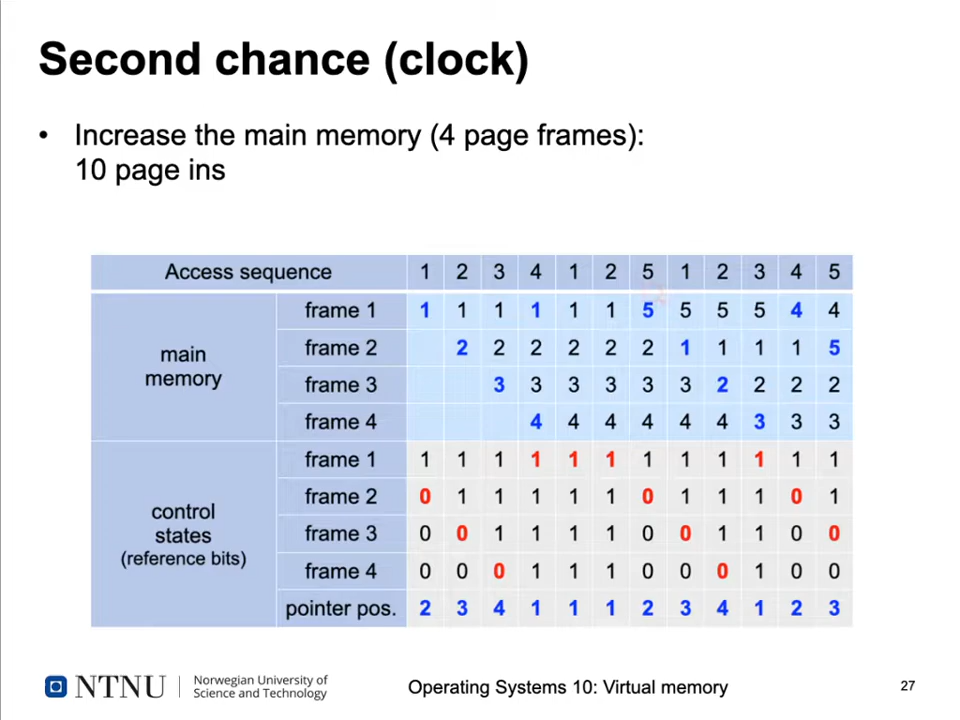 Second chance (clock)
• Increase the main memory (4 page frames):
10 page ins
Access sequence 1 2 3 4 1 2 5 1 2 3 4 5
main
memory
frame 1 1 1 1 1 1 1 5 5 5 5 4 4
frame 2 2 2 2 2 2 2 1 1 1 1 5
frame 3 3 3 3 3 3 3 2 2 2 2
frame 4 4 4 4 4 4 4 3 3 3
control
states
(reference bits)
frame 1 1 1 1 1 1 1 1 1 1 1 1 1
frame 2 0 1 1 1 1 1 0 1 1 1 0 1
frame 3 0 0 1 1 1 1 0 0 1 1 0 0
frame 4 0 0 0 1 1 1 0 0 0 1 0 0
pointer pos. 2 3 4 1 1 1 2 3 4 1 2 3
NTNU
Norwegian University of
Science and Technology
Operating Systems 10: Virtual memory
27